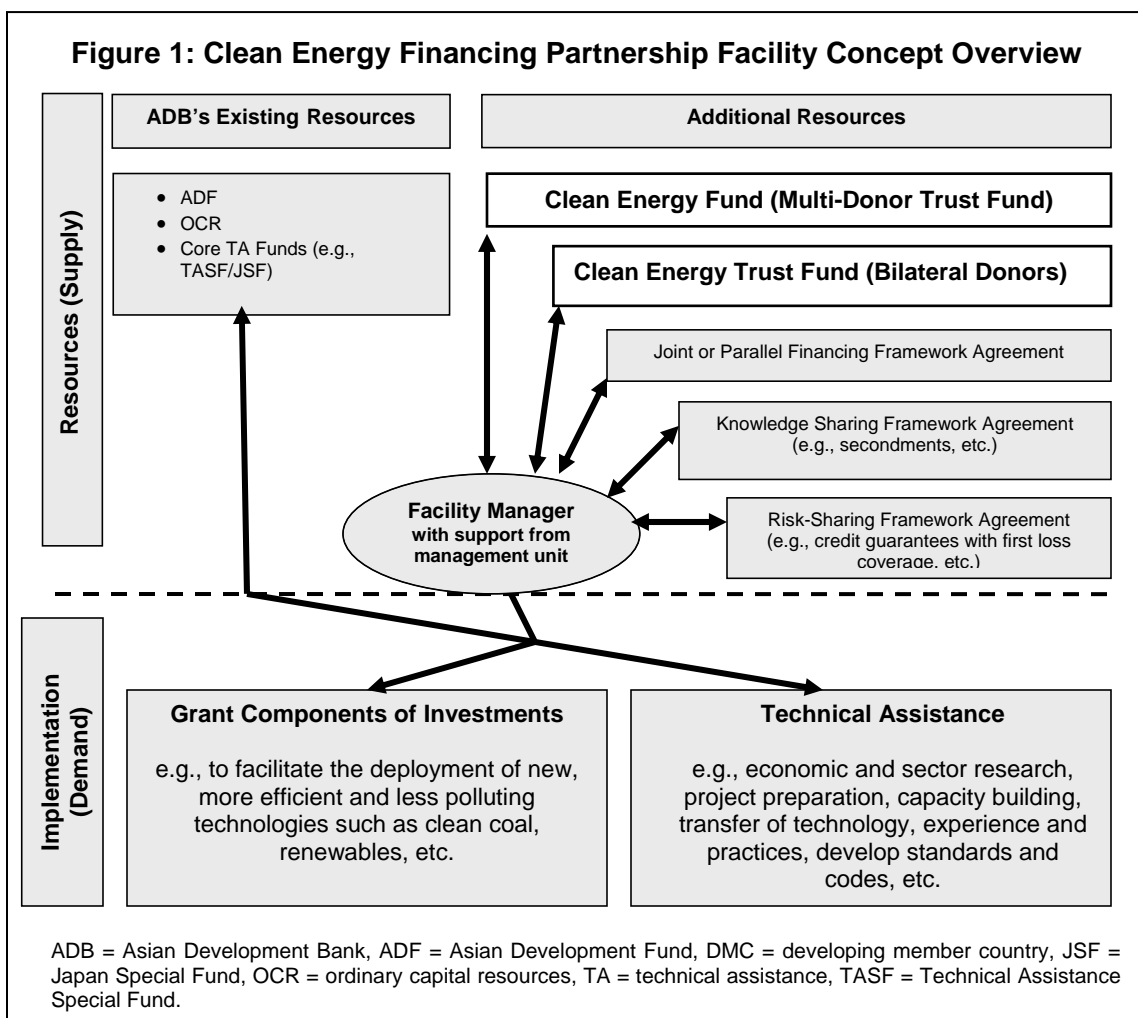 Figure 1: Clean Energy Financing Partnership Facility Concept Overview
Resources (Supply)
ADB's Existing Resources
Additional Resources
• ADF
• OCR
• Core TA Funds (e.g.,
TASF/JSF)
Clean Energy Fund (Multi-Donor Trust Fund)
Clean Energy Trust Fund (Bilateral Donors)
Joint or Parallel Financing Framework Agreement
Knowledge Sharing Framework Agreement
(e.g., secondments, etc.)
Risk-Sharing Framework Agreement
(e.g., credit guarantees with first loss
coverage, etc.)
Facility Manager
with support from
management unit
Implementation
(Demand)
Grant Components of Investments
e.g., to facilitate the deployment of new,
more efficient and less polluting
technologies such as clean coal,
renewables, etc.
Technical Assistance
e.g., economic and sector research,
project preparation, capacity building,
transfer of technology, experience and
practices, develop standards and
codes, etc.
ADB = Asian Development Bank, ADF = Asian Development Fund, DMC = developing member country, JSF =
Japan Special Fund, OCR = ordinary capital resources, TA = technical assistance, TASF = Technical Assistance
Special Fund.